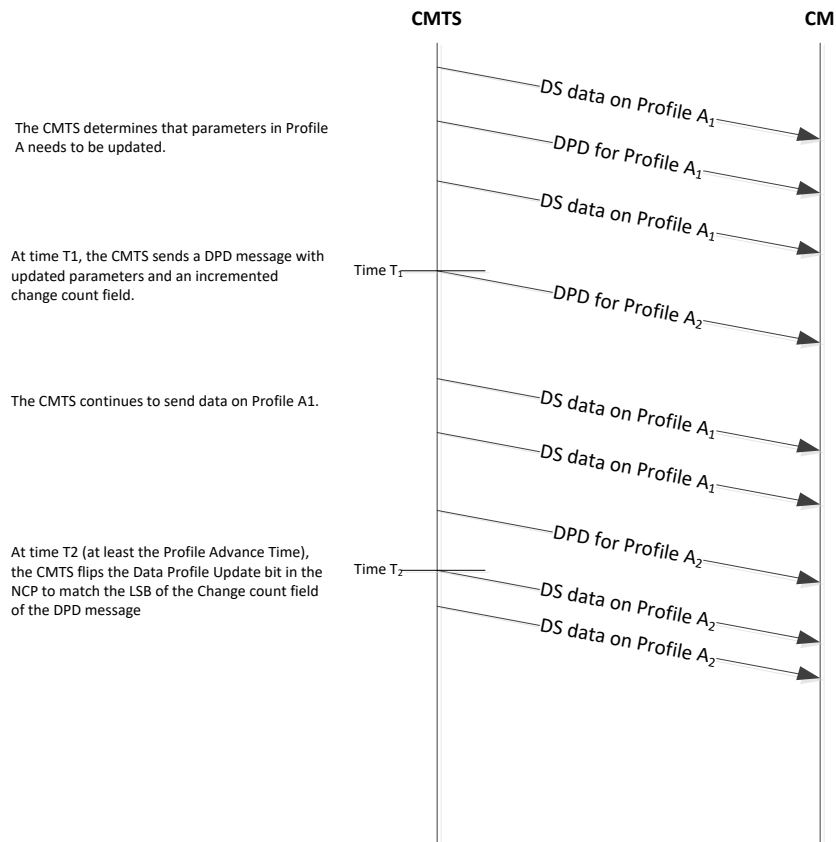 CMTS
CM
DS data on Profile A1
The CMTS determines that parameters in Profile
A needs to be updated.
DPD for Profile A1
DS data on Profile A1
At time T1, the CMTS sends a DPD message with
updated parameters and an incremented
change count field.
Time T1
DPD for Profile A2
The CMTS continues to send data on Profile A1.
DS data on Profile A1
DS data on Profile A1
DPD for Profile A2
At time T2 (at least the Profile Advance Time),
the CMTS flips the Data Profile Update bit in the
NCP to match the LSB of the Change count field
of the DPD message
Time T2
DS data on Profile A2
DS data on Profile A2